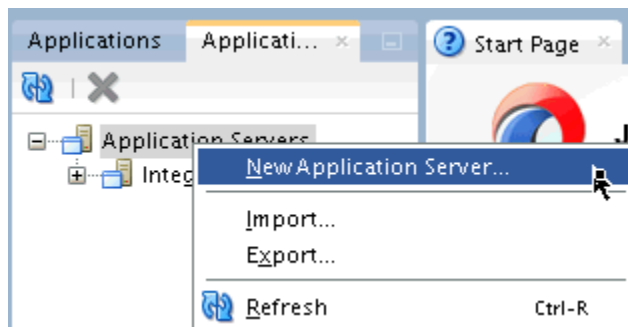 Applications
Applicati...
Start Page
Application Servers
Integ
New Application Server...
Import...
Export...
Refresh Ctrl-R